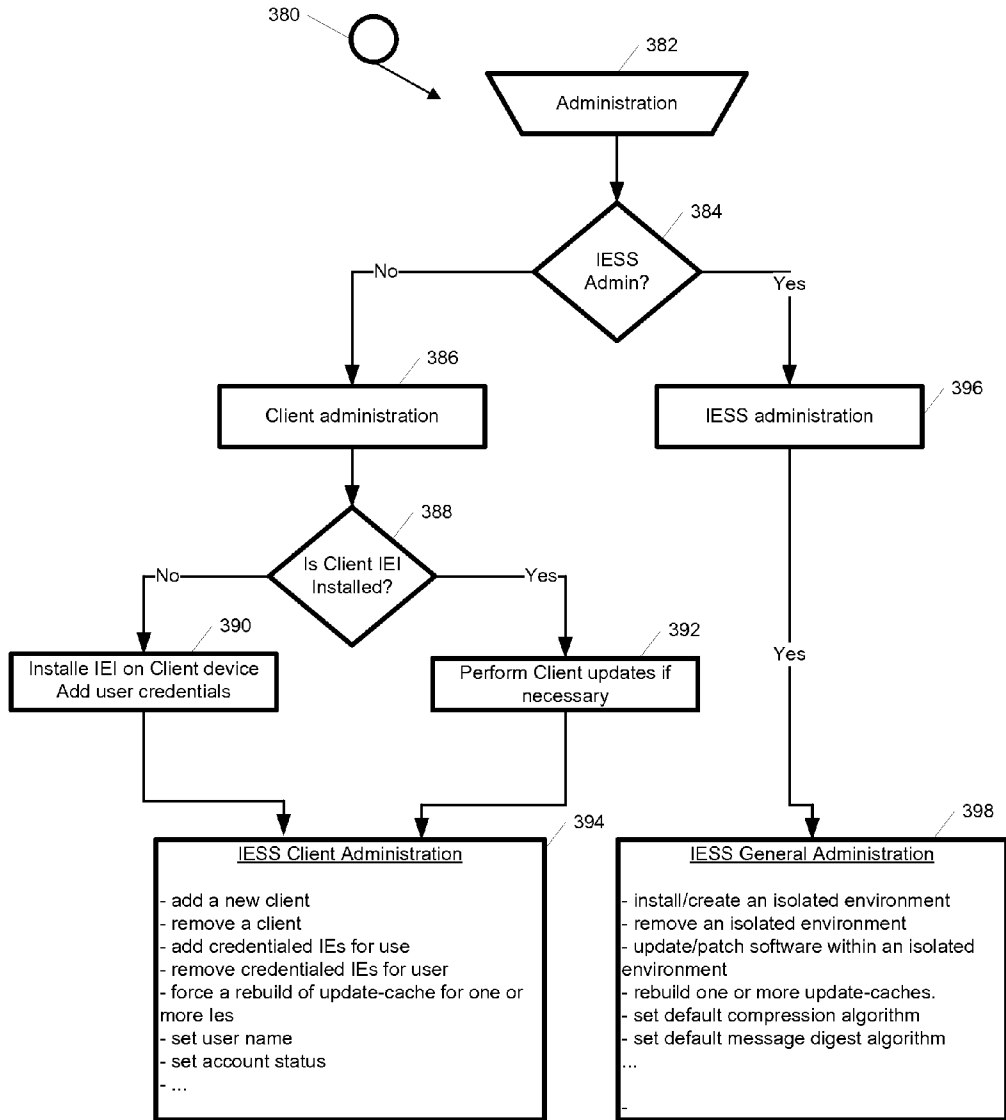 380
382
Administration
384
IESS
Admin?
No
Yes
386
Client administration
396
IESS administration
388
Is Client IEI
Installed?
No
Yes
390
Installe IEI on Client device
Add user credentials
392
Perform Client updates if
necessary
Yes
394
IESS Client Administration
- add a new client
- remove a client
- add credentialed IEs for use
- remove credentialed IEs for user
- force a rebuild of update-cache for one or
more Ies
- set user name
- set account status
- ...
398
IESS General Administration
- install/create an isolated environment
- remove an isolated environment
- update/patch software within an isolated
environment
- rebuild one or more update-caches.
- set default compression algorithm
- set default message digest algorithm
...
-